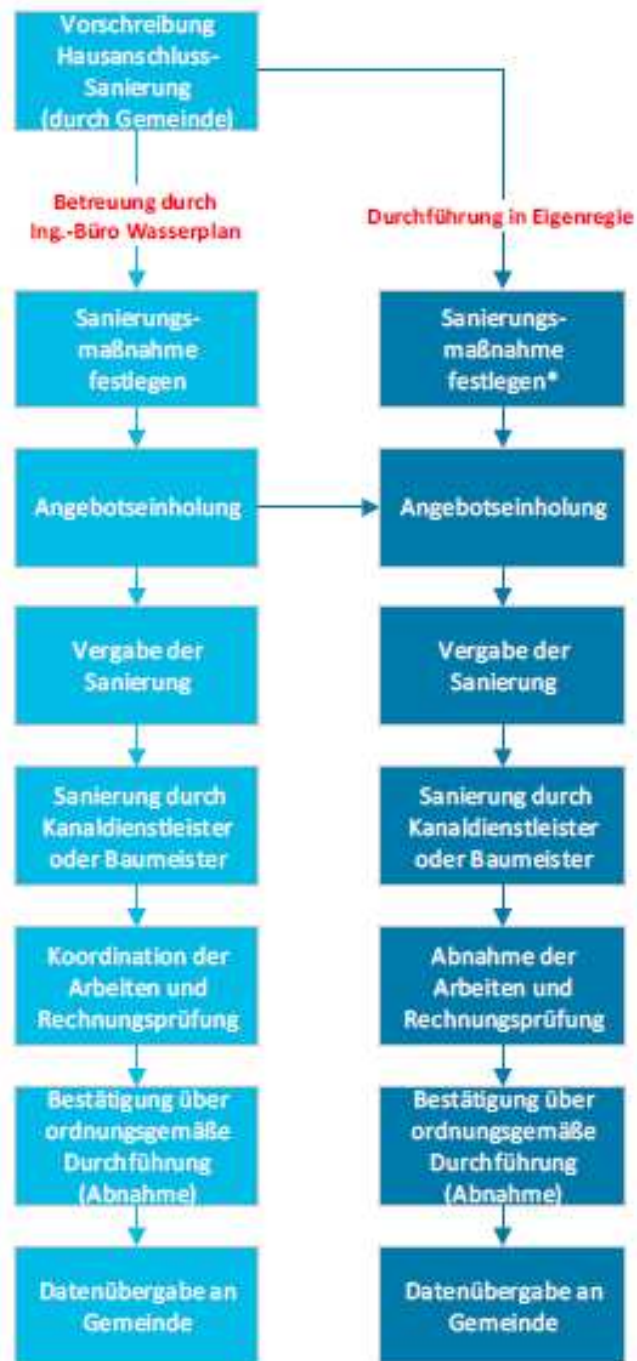 Vorschreibung
Hausanschluss-
Sanierung
(durch Gemeinde)
Betreuung durch
Ing.-Büro Wasserplan
Sanierungs-
maßnahme
festlegen
Angebotseinholung
Vergabe der
Sanierung
Sanierung durch
Kanaldienstleister
oder Baumeister
Koordination der
Arbeiten und
Rechnungsprüfung
Bestätigung über
ordnungsgemäße
Durchführung
(Abnahme)
Datenübergabe an
Gemeinde
Durchführung in Eigenregie
Sanierungs-
maßnahme
festlegen*
Angebotseinholung
Vergabe der
Sanierung
Sanierung durch
Kanaldienstleister
oder Baumeister
Abnahme der
Arbeiten und
Rechnungsprüfung
Bestätigung über
ordnungsgemäße
Durchführung
(Abnahme)
Datenübergabe an
Gemeinde